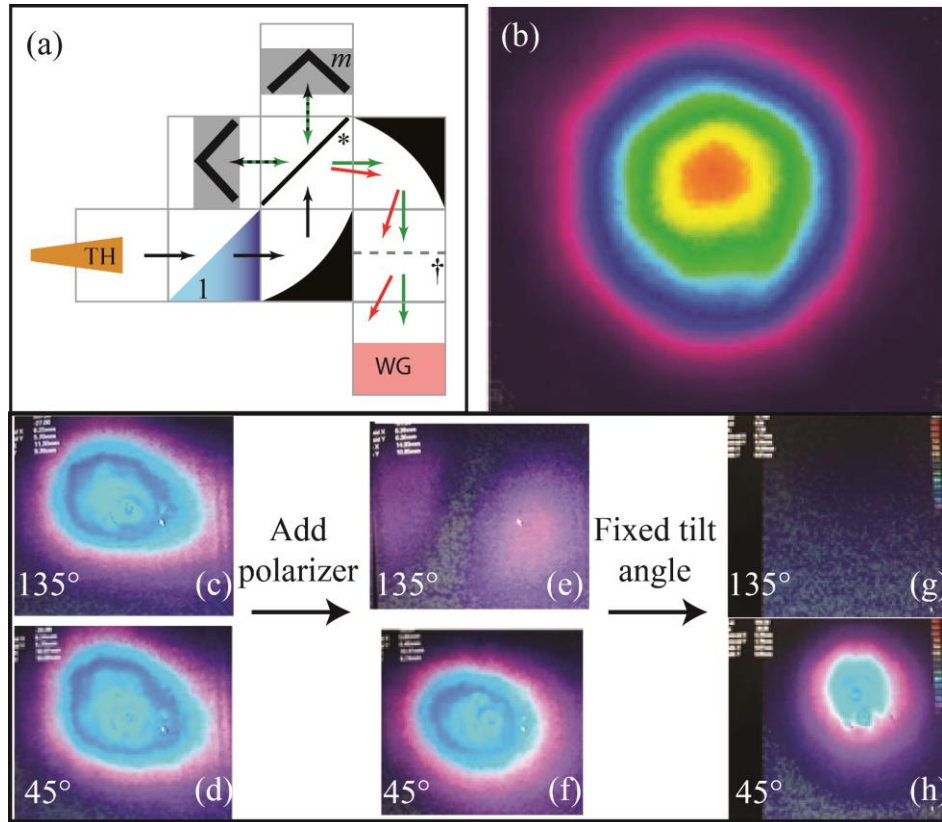 (a)
m
*
TH
1
†
WG
(b)
135°
(c)
Add
polarizer
135°
(e)
Fixed tilt
angle
135°
(g)
45°
(d)
45°
(f)
45°
(h)